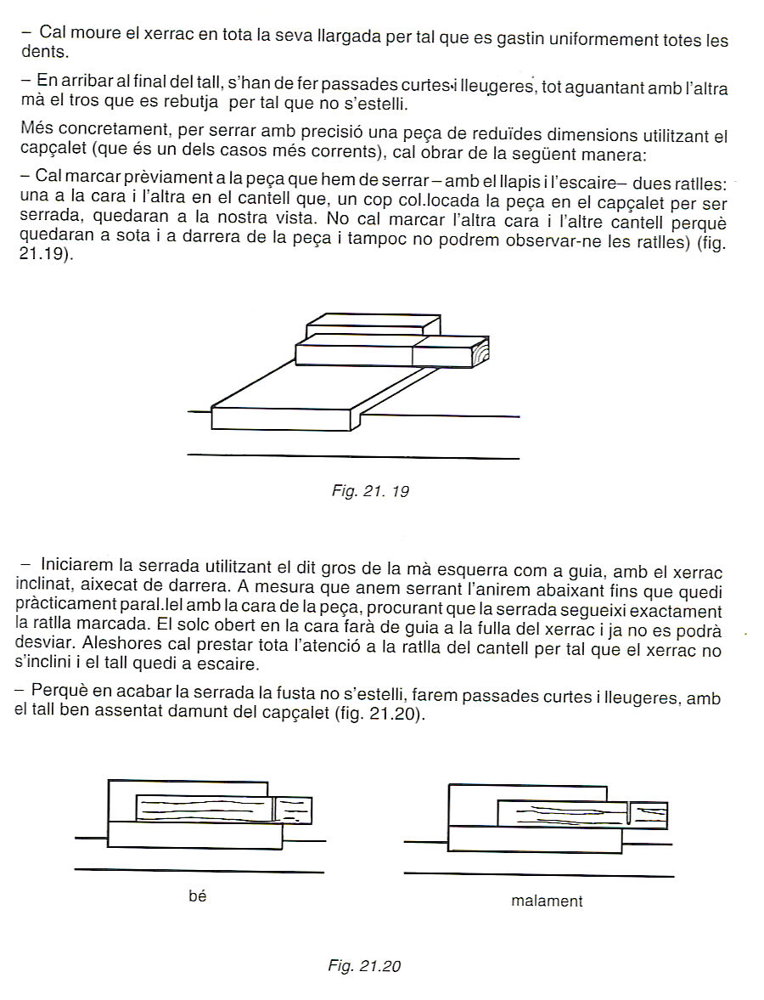 – Cal moure el xerrac en tota la seva llargada per tal que es gastin uniformement totes les
dents.
– En arribar al final del tall, s'han de fer passades curtes i lleugeres, tot aguantant amb l'altra
mà el tros que es rebutja per tal que no s'estelli.
Més concretament, per serrar amb precisió una peça de reduïdes dimensions utilitzant el
capçalet (que és un dels casos més corrents), cal obrar de la següent manera:
– Cal marcar prèviament a la peça que hem de serrar – amb el llapis i l'escaire – dues ratlles:
una a la cara i l'altra en el cantell que, un cop col.locada la peça en el capçalet per ser
serrada, quedaran a la nostra vista. No cal marcar l'altra cara i l'altre cantell perquè
quedaran a sota i a darrera de la peça i tampoc no podrem observar-ne les ratlles) (fig.
21.19).
Fig. 21. 19
– Iniciarem la serrada utilitzant el dit gros de la mà esquerra com a guia, amb el xerrac
inclinat, aixecat de darrera. A mesura que anem serrant l'anirem abaixant fins que quedi
pràcticament paral.lel amb la cara de la peça, procurant que la serrada segueixi exactament
la ratlla marcada. El solc obert en la cara farà de guia a la fulla del xerrac i ja no es podrà
desviar. Aleshores cal prestar tota l'atenció a la ratlla del cantell per tal que el xerrac no
s'inclini i el tall quedi a escaire.
– Perquè en acabar la serrada la fusta no s'estelli, farem passades curtes i lleugeres, amb
el tall ben assentat damunt del capçalet (fig. 21.20).
bé
malament
Fig. 21.20